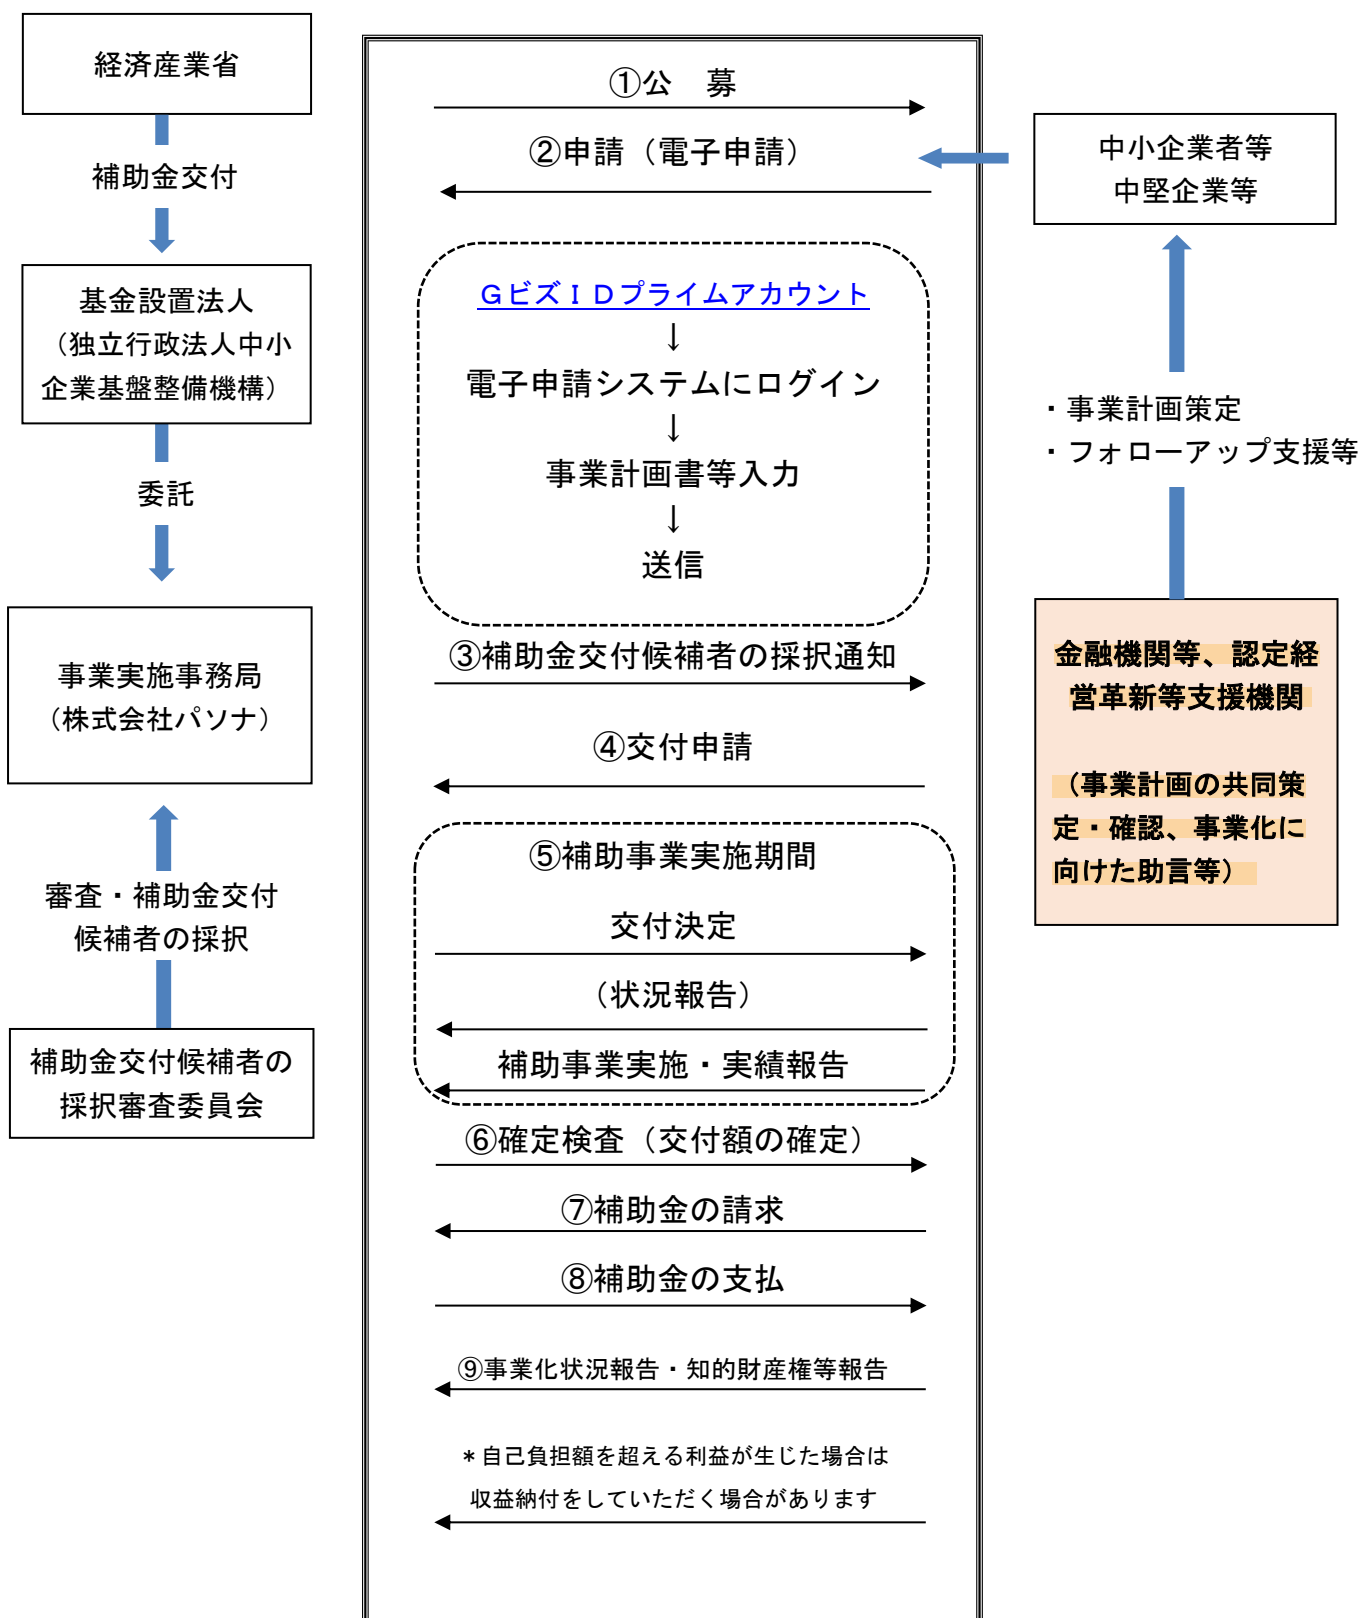 経済産業省
補助金交付
基金設置法人
（独立行政法人中小
企業基盤整備機構）
委託
事業実施事務局
（株式会社パソナ）
審査・補助金交付
候補者の採択
補助金交付候補者の
採択審査委員会
①公　募
②申請（電子申請）
ＧビズＩＤプライムアカウント
↓
電子申請システムにログイン
↓
事業計画書等入力
↓
送信
③補助金交付候補者の採択通知
④交付申請
⑤補助事業実施期間
交付決定
（状況報告）
補助事業実施・実績報告
⑥確定検査（交付額の確定）
⑦補助金の請求
⑧補助金の支払
⑨事業化状況報告・知的財産権等報告
＊自己負担額を超える利益が生じた場合は
収益納付をしていただく場合があります
中小企業者等
中堅企業等
・事業計画策定
・フォローアップ支援等
金融機関等、認定経
営革新等支援機関
（事業計画の共同策
定・確認、事業化に
向けた助言等）